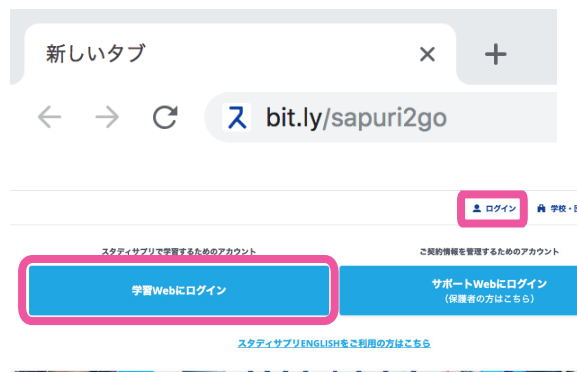 新しいタブ
ス bit.ly/sapuri2go
ログイン 学校・
スタディサプリで学習するためのアカウント ご契約情報を管理するためのアカウント
学習Webにログイン サポートWebにログイン
(保護者の方はこちら)
スタディサプリENGLISHをご利用の方はこちら